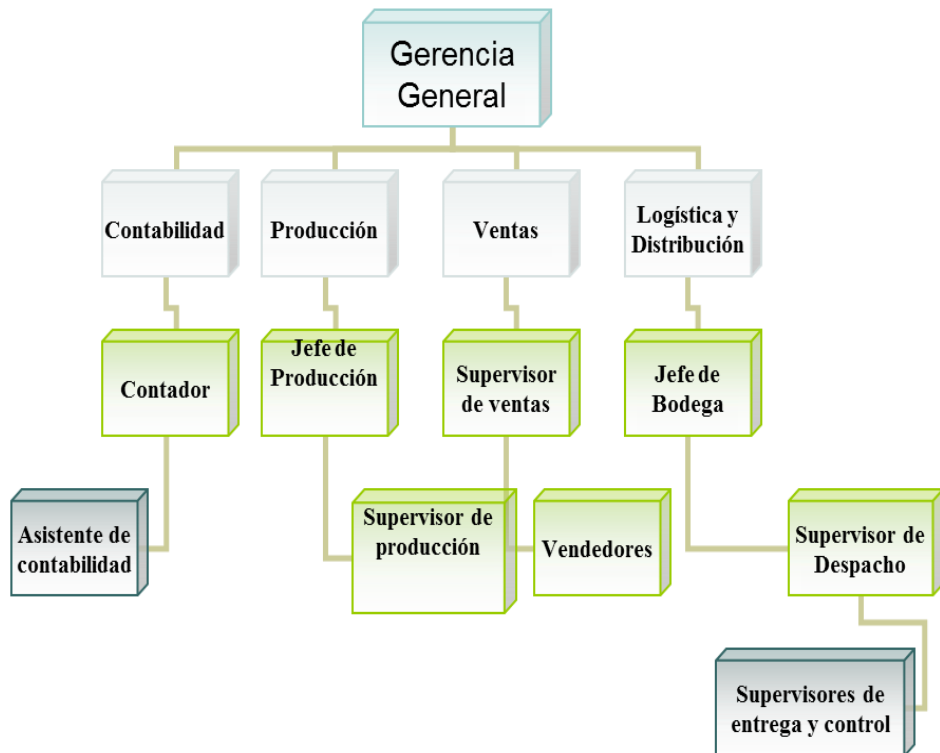 Gerencia
General
Contabilidad
Producción
Ventas
Logística y
Distribución
Contador
Jefe de
Producción
Supervisor
de ventas
Jefe de
Bodega
Asistente de
contabilidad
Supervisor de
producción
Vendedores
Supervisor de
Despacho
Supervisores de
entrega y control